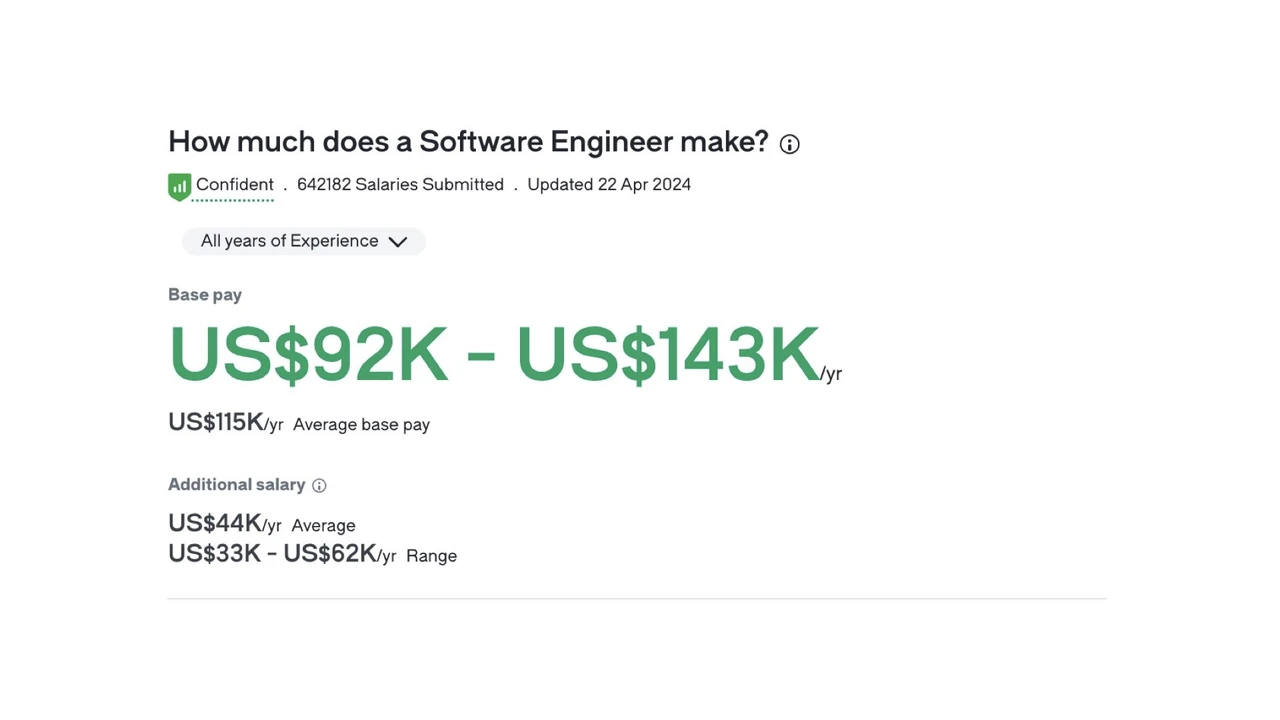 How much does a Software Engineer make?
Confident . 642182 Salaries Submitted . Updated 22 Apr 2024
All years of Experience
Base pay
US$92K - US$143K/yr
US$115K/yr Average base pay
Additional salary
US$44K/yr Average
US$33K - US$62K/yr Range